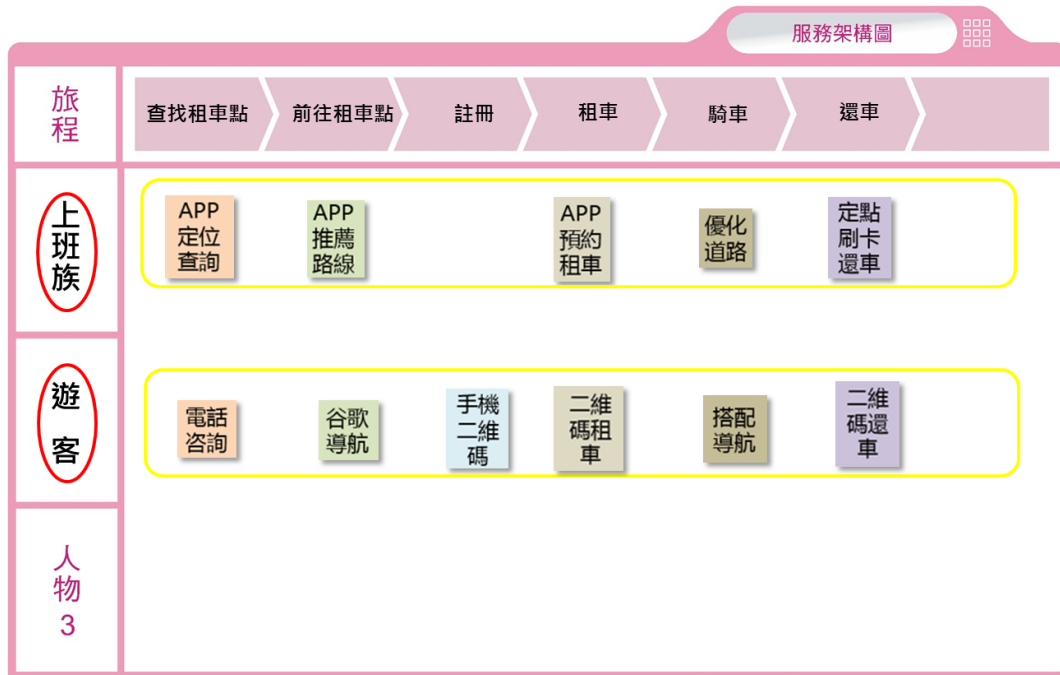 服務架構圖
旅
程
查找租車點
前往租車點
註冊
租車
騎車
還車
上
班
族
APP
定位
查詢
APP
推薦
路線
APP
預約
租車
優化
道路
定點
刷卡
還車
遊
客
電話
咨詢
谷歌
導航
手機
二維
碼
二維
碼租
車
搭配
導航
二維
碼還
車
人
物
3